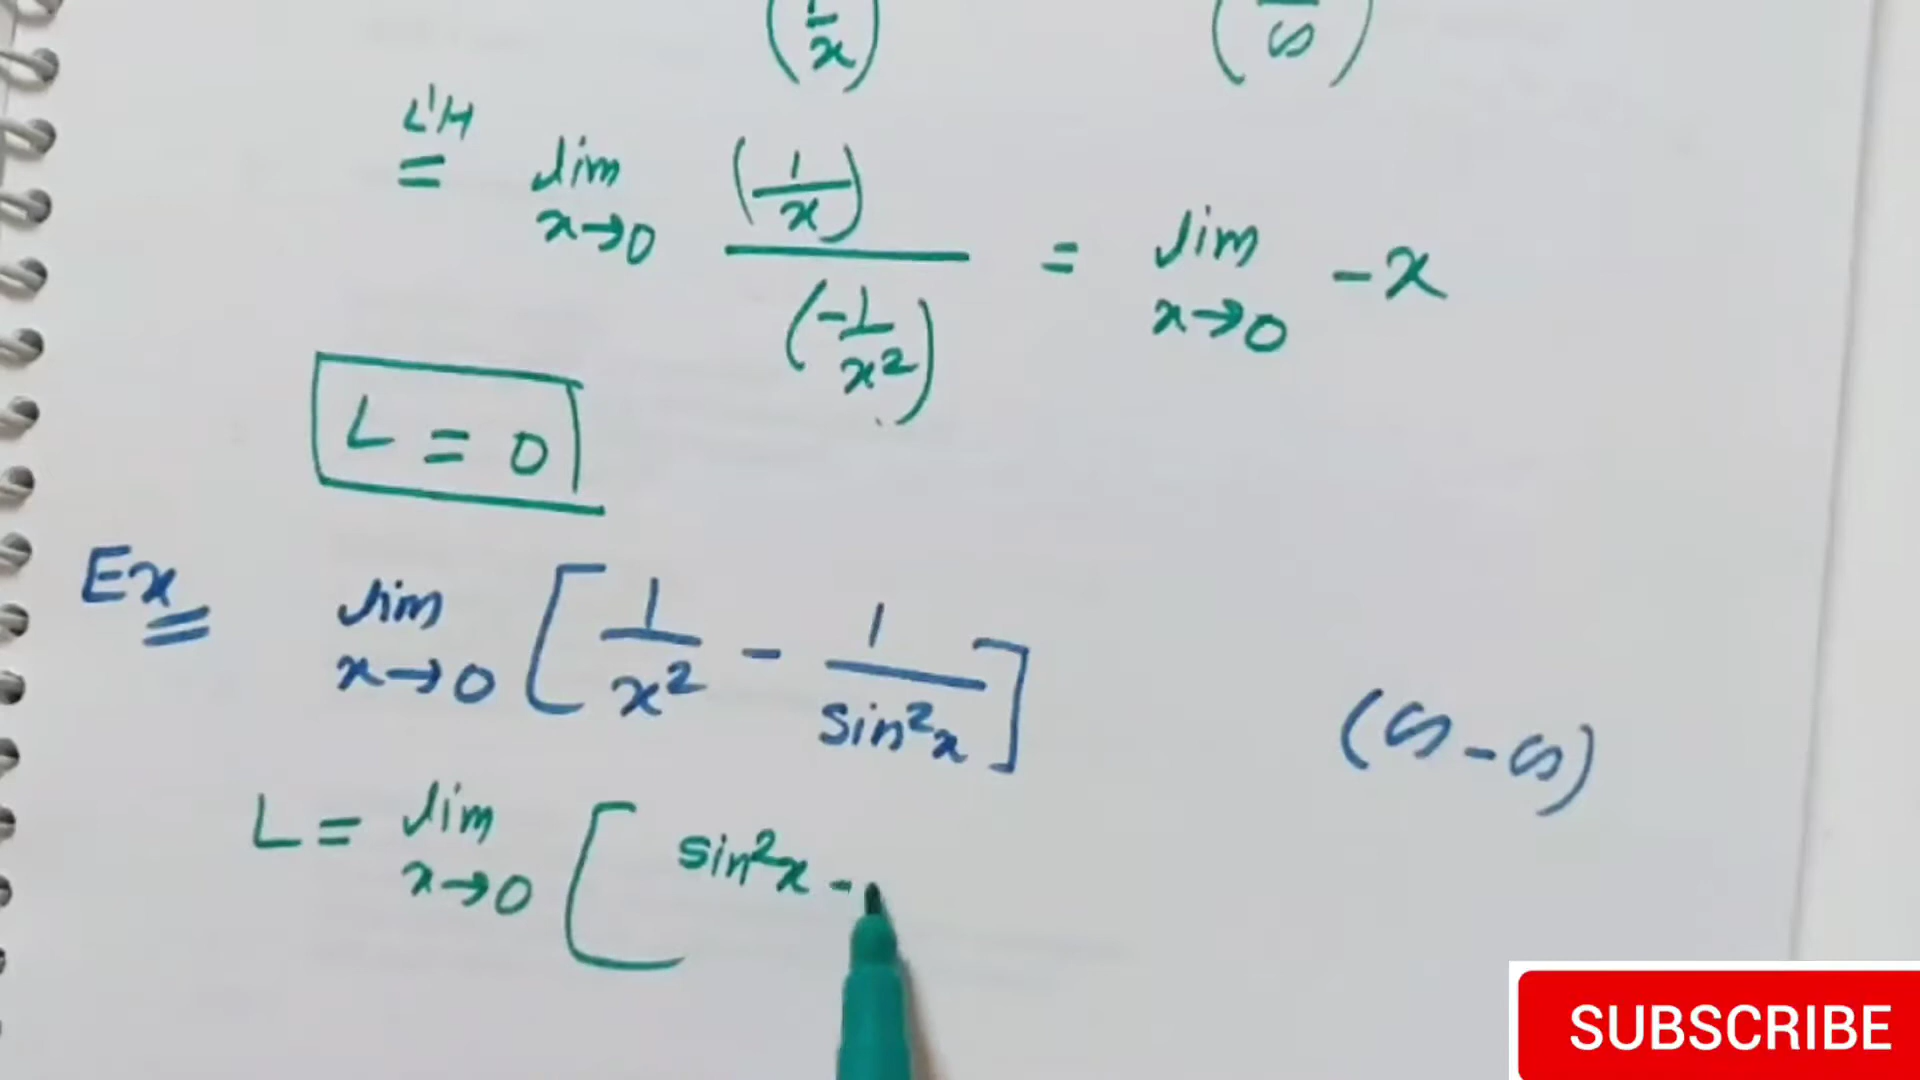 (1/x) (/∞)
L'H = lim x→0 (1/x) / (-1/x²) = lim x→0 -x
L = 0
Ex lim x→0 [1/x² - 1/sin²x] (∞-∞)
L = lim x→0 [sin²x -
SUBSCRIBE